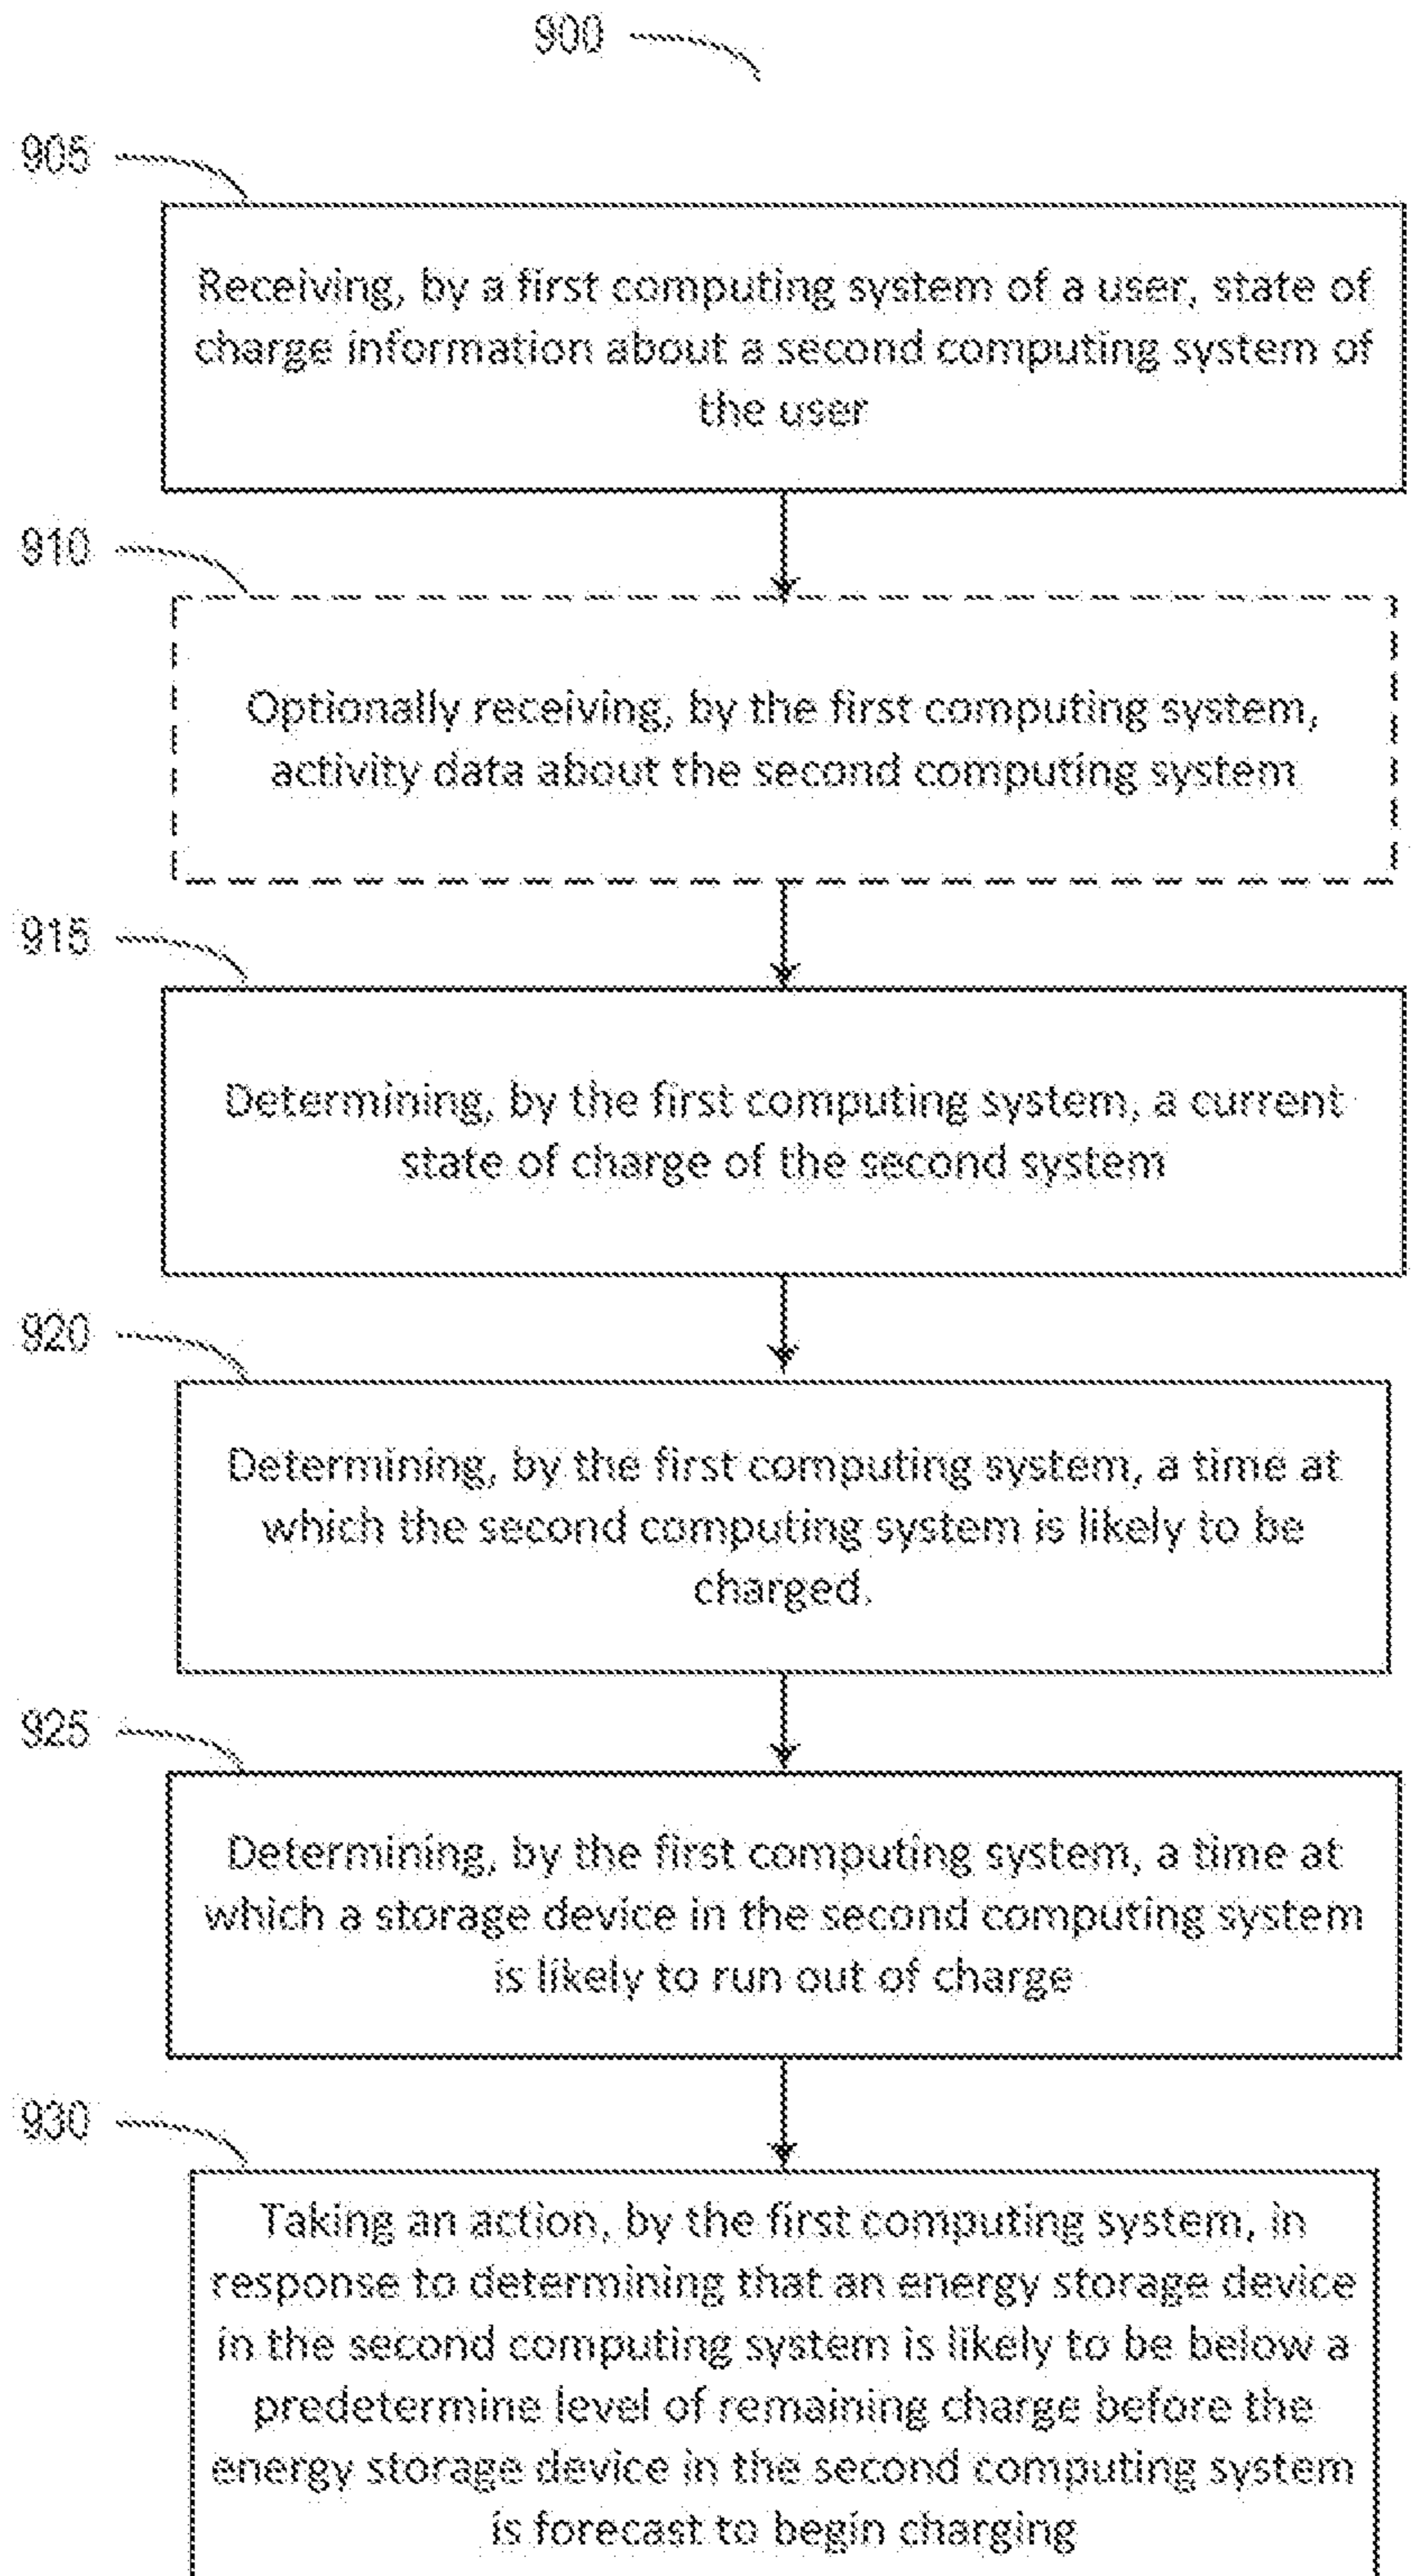 900
905
Receiving, by a first computing system of a user, state of
charge information about a second computing system of
the user
910
Optionally receiving, by the first computing system,
activity data about the second computing system
915
Determining, by the first computing system, a current
state of charge of the second system
920
Determining, by the first computing system, a time at
which the second computing system is likely to be
charged.
925
Determining, by the first computing system, a time at
which a storage device in the second computing system
is likely to run out of charge
930
Taking an action, by the first computing system, in
response to determining that an energy storage device
in the second computing system is likely to be below a
predetermine level of remaining charge before the
energy storage device in the second computing system
is forecast to begin charging